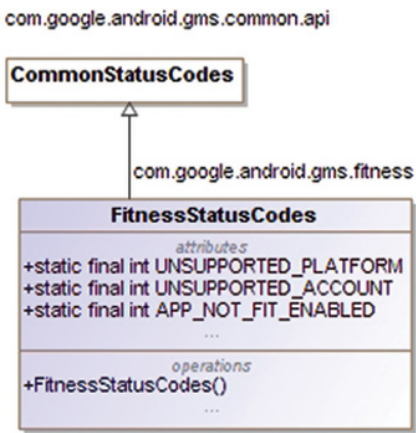 com.google.android.gms.common.api
CommonStatusCodes
com.google.android.gms.fitness
FitnessStatusCodes
attributes
+static final int UNSUPPORTED_PLATFORM
+static final int UNSUPPORTED_ACCOUNT
+static final int APP_NOT_FIT_ENABLED
...
operations
+FitnessStatusCodes()
...